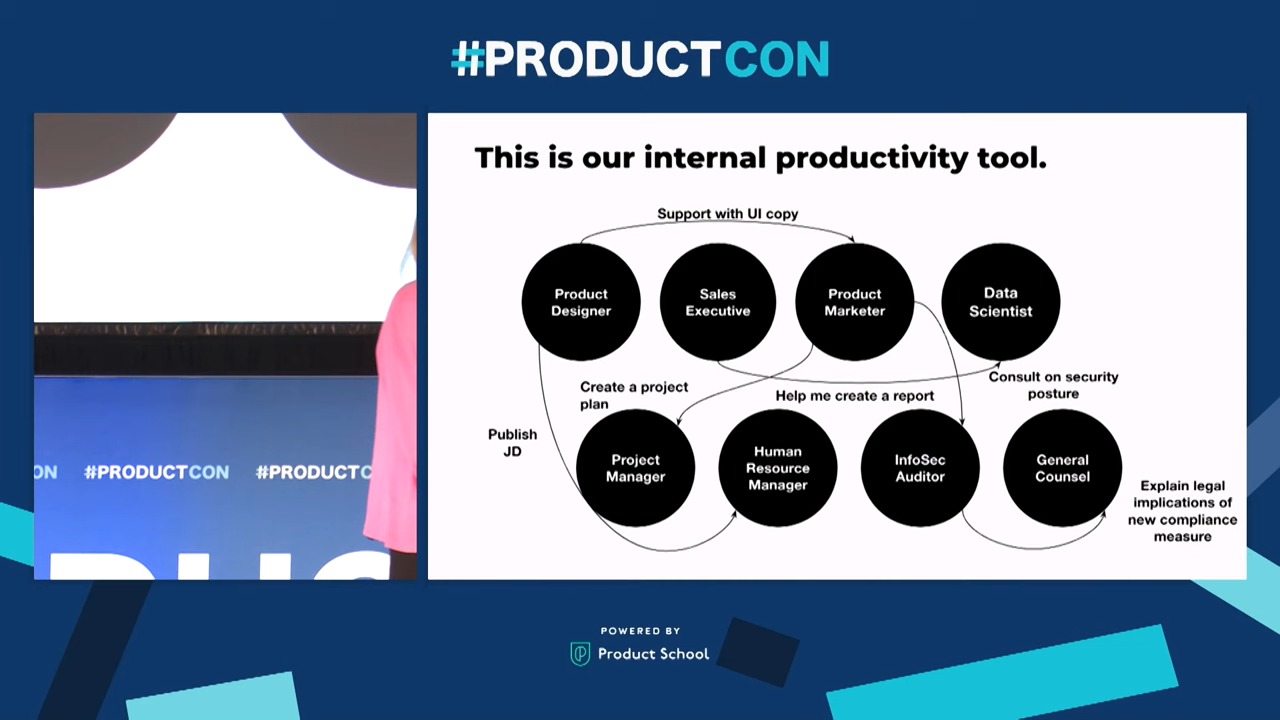 #PRODUCTCON
This is our internal productivity tool.
Support with UI copy
Product
Designer
Sales
Executive
Product
Marketer
Data
Scientist
Create a project
plan
Help me create a report
Consult on security
posture
Publish
JD
Project
Manager
Human
Resource
Manager
InfoSec
Auditor
General
Counsel
Explain legal
implications of
new compliance
measure
ON #PRODUCTCON #PRODUCTC
POWERED BY
Product School